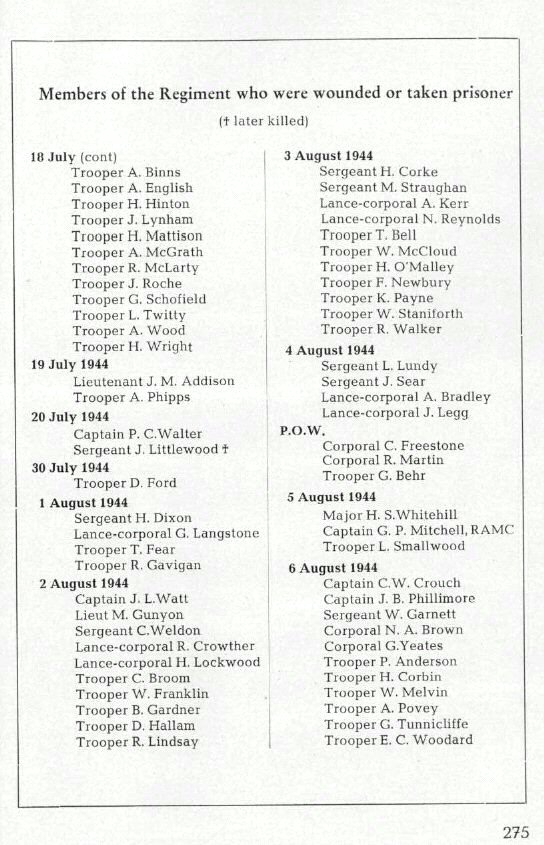 Members of the Regiment who were wounded or taken prisoner
(† later killed)
18 July (cont)
Trooper A. Binns
Trooper A. English
Trooper H. Hinton
Trooper J. Lynham
Trooper H. Mattison
Trooper A. McGrath
Trooper R. McLarty
Trooper J. Roche
Trooper G. Schofield
Trooper L. Twitty
Trooper A. Wood
Trooper H. Wright
19 July 1944
Lieutenant J. M. Addison
Trooper A. Phipps
20 July 1944
Captain P. C.Walter
Sergeant J. Littlewood †
30 July 1944
Trooper D. Ford
1 August 1944
Sergeant H. Dixon
Lance-corporal G. Langstone
Trooper T. Fear
Trooper R. Gavigan
2 August 1944
Captain J. L.Watt
Lieut M. Gunyon
Sergeant C.Weldon
Lance-corporal R. Crowther
Lance-corporal H. Lockwood
Trooper C. Broom
Trooper W. Franklin
Trooper B. Gardner
Trooper D. Hallam
Trooper R. Lindsay
3 August 1944
Sergeant H. Corke
Sergeant M. Straughan
Lance-corporal A. Kerr
Lance-corporal N. Reynolds
Trooper T. Bell
Trooper W. McCloud
Trooper H. O'Malley
Trooper F. Newbury
Trooper K. Payne
Trooper W. Staniforth
Trooper R. Walker
4 August 1944
Sergeant L. Lundy
Sergeant J. Sear
Lance-corporal A. Bradley
Lance-corporal J. Legg
P.O.W.
Corporal C. Freestone
Corporal R. Martin
Trooper G. Behr
5 August 1944
Major H. S.Whitehill
Captain G. P. Mitchell, RAMC
Trooper L. Smallwood
6 August 1944
Captain C.W. Crouch
Captain J. B. Phillimore
Sergeant W. Garnett
Corporal N. A. Brown
Corporal G.Yeates
Trooper P. Anderson
Trooper H. Corbin
Trooper W. Melvin
Trooper A. Povey
Trooper G. Tunnicliffe
Trooper E. C. Woodard
275